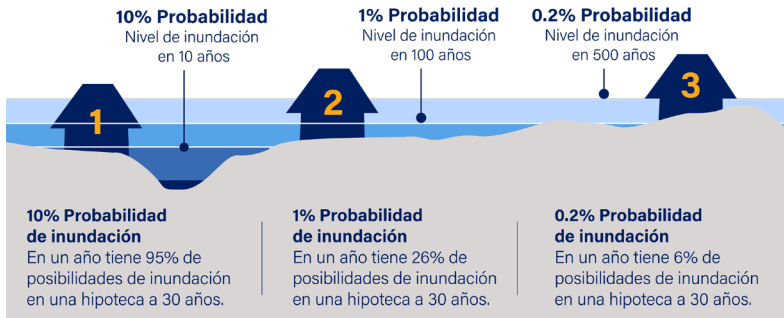 10% Probabilidad
Nivel de inundación
en 10 años
1% Probabilidad
Nivel de inundación
en 100 años
0.2% Probabilidad
Nivel de inundación
en 500 años
1
2
3
10% Probabilidad
de inundación
En un año tiene 95% de
posibilidades de inundación
en una hipoteca a 30 años.
1% Probabilidad
de inundación
En un año tiene 26% de
posibilidades de inundación
en una hipoteca a 30 años.
0.2% Probabilidad
de inundación
En un año tiene 6% de
posibilidades de inundación
en una hipoteca a 30 años.